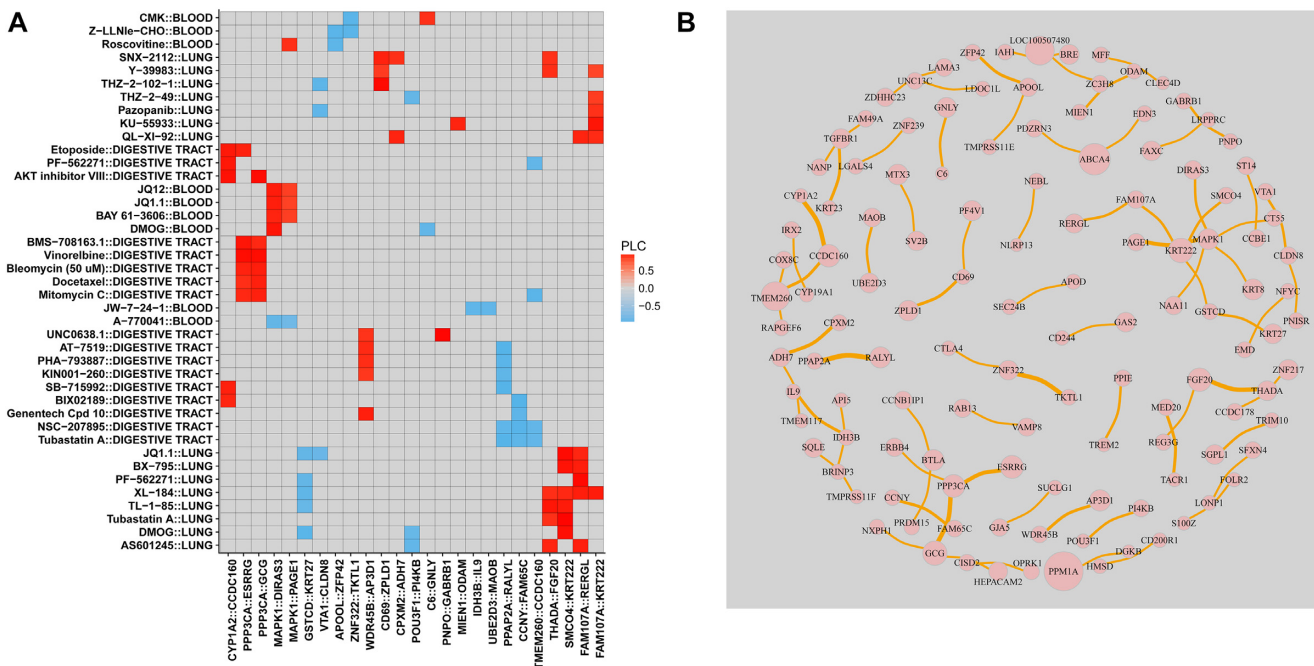 A
CMK::BLOOD
Z-LLNle-CHO::BLOOD
Roscovitine::BLOOD
SNX-2112::LUNG
Y-39983::LUNG
THZ-2-102-1::LUNG
THZ-2-49::LUNG
Pazopanib::LUNG
KU-55933::LUNG
QL-XI-92::LUNG
Etoposide::DIGESTIVE TRACT
PF-562271::DIGESTIVE TRACT
AKT inhibitor VIII::DIGESTIVE TRACT
JQ12::BLOOD
JQ1.1::BLOOD
BAY 61-3606::BLOOD
DMOG::BLOOD
BMS-708163.1::DIGESTIVE TRACT
Vinorelbine::DIGESTIVE TRACT
Bleomycin (50 uM)::DIGESTIVE TRACT
Docetaxel::DIGESTIVE TRACT
Mitomycin C::DIGESTIVE TRACT
JW-7-24-1::BLOOD
A-770041::BLOOD
UNC0638.1::DIGESTIVE TRACT
AT-7519::DIGESTIVE TRACT
PHA-793887::DIGESTIVE TRACT
KIN001-260::DIGESTIVE TRACT
SB-715992::DIGESTIVE TRACT
BIX02189::DIGESTIVE TRACT
Genentech Cpd 10::DIGESTIVE TRACT
NSC-207895::DIGESTIVE TRACT
Tubastatin A::DIGESTIVE TRACT
JQ1.1::LUNG
BX-795::LUNG
PF-562271::LUNG
XL-184::LUNG
TL-1-85::LUNG
Tubastatin A::LUNG
DMOG::LUNG
AS601245::LUNG
CYP1A2::CCDC160
PPP3CA::ESRRG
PPP3CA::GCG
MAPK1::DIRAS3
MAPK1::PAGE1
GSTCD::KRT27
VTA1::CLDN8
APOOL::ZFP42
ZNF322::TKTL1
WDR45B::AP3D1
CD69::ZPLD1
CPXM2::ADH7
POU3F1::PI4KB
C6::GNLY
PNPO::GABRB1
MIEN1::ODAM
IDH3B::IL9
UBE2D3::MAOB
PPAP2A::RALYL
CCNY::FAM65C
TMEM260::CCDC160
THADA::FGF20
SMCO4::KRT222
FAM107A::RERGL
FAM107A::KRT222
PLC
0.5
0.0
-0.5
B
LOC100507480
ZFP42
IAH1
BRE
MFF
LAMA3
ODAM
UNC13C
ZC3H8
CLEC4D
ZDHHC23
LDOC1L
APOOL
GABRB1
FAM49A
GNLY
MIEN1
EDN3
LRPPRC
TGFBR1
ZNF239
PDZRN3
PNPO
TMPRSS11E
FAXC
NANP
LGALS4
ABCA4
ST14
C6
DIRAS3
MTX3
NEBL
CYP1A2
FAM107A
SMCO4
VTA1
KRT23
MAOB
PF4V1
RERGL
CT55
IRX2
SV2B
NLRP13
PAGE1
MAPK1
CCBE1
KRT222
COX8C
CCDC160
CLDN8
CD69
APOD
UBE2D3
KRT8
NFYC
TMEM260
CYP19A1
SEC24B
NAA11
ZPLD1
GSTCD
PNISR
RAPGEF6
CPXM2
GAS2
KRT27
CD244
EMD
CTLA4
ADH7
PPAP2A
RALYL
ZNF322
PPIE
FGF20
ZNF217
IL9
API5
CCNB1IP1
TKTL1
THADA
RAB13
MED20
CCDC178
TMEM117
VAMP8
TRIM10
IDH3B
TREM2
REG3G
SQLE
ERBB4
SGPL1
SFXN4
BTLA
ESRRG
BRINP3
TACR1
FOLR2
PPP3CA
SUCLG1
TMPRSS11F
CCNY
AP3D1
LONP1
PI4KB
PRDM15
GJA5
S100Z
NXPH1
FAM65C
WDR45B
POU3F1
CD200R1
GCG
DGKB
CISD2
OPRK1
HMSD
PPM1A
HEPACAM2